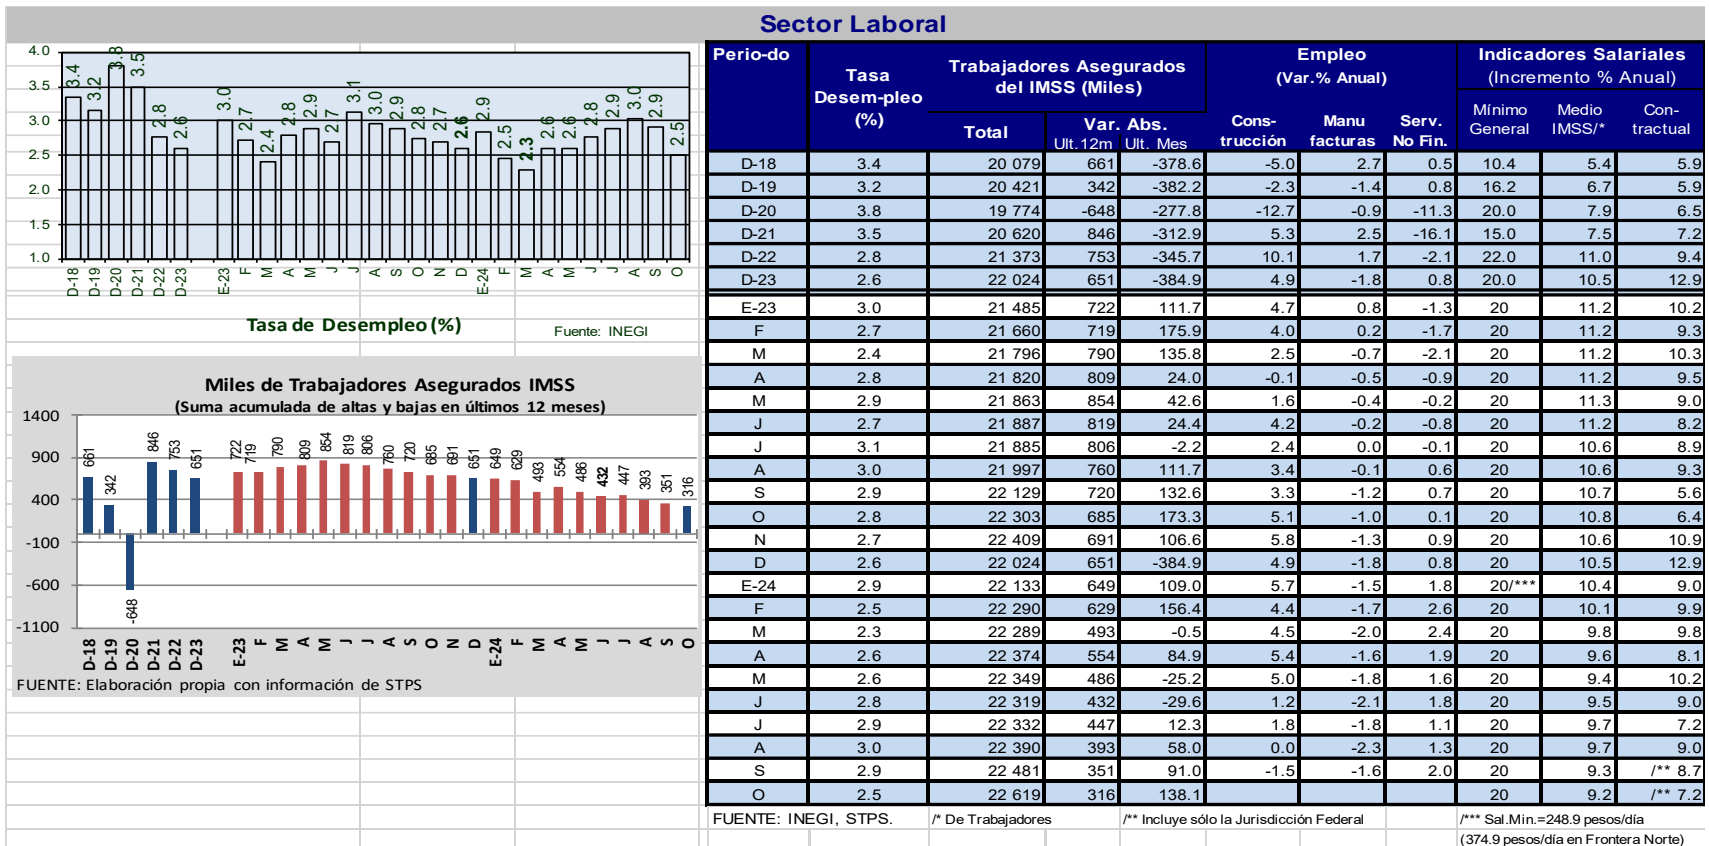 Sector Laboral
4.0
3.5
3.0
2.5
2.0
1.5
1.0
3.4 3.2 3.8 3.5 2.8 2.6 3.0 2.7 2.4 2.8 2.9 2.7 3.1 3.0 2.9 2.8 2.7 2.6 2.9 2.5 2.3 2.6 2.6 2.8 2.9 3.0 2.9 2.5
D-18 D-19 D-20 D-21 D-22 D-23 E-23 F M A M J J A S O N D E-24 F M A M J J A S O
Tasa de Desempleo (%)
Fuente: INEGI
Miles de Trabajadores Asegurados IMSS
(Suma acumulada de altas y bajas en últimos 12 meses)
1400
900
400
-100
-600
-1100
661 342 -648 846 753 651 722 719 790 809 854 819 806 760 720 685 691 651 649 629 493 554 486 432 447 393 351 316
D-18 D-19 D-20 D-21 D-22 D-23 E-23 F M A M J J A S O N D E-24 F M A M J J A S O
FUENTE: Elaboración propia con información de STPS
Perio-do
Tasa
Desem-pleo
(%)
Trabajadores Asegurados
del IMSS (Miles)
Total
Var. Abs.
Ult.12m Ult. Mes
Empleo
(Var.% Anual)
Cons-
trucción
Manu
facturas
Serv.
No Fin.
Indicadores Salariales
(Incremento % Anual)
Mínimo
General
Medio
IMSS/*
Con-
tractual
D-18 3.4 20 079 661 -378.6 -5.0 2.7 0.5 10.4 5.4 5.9
D-19 3.2 20 421 342 -382.2 -2.3 -1.4 0.8 16.2 6.7 5.9
D-20 3.8 19 774 -648 -277.8 -12.7 -0.9 -11.3 20.0 7.9 6.5
D-21 3.5 20 620 846 -312.9 5.3 2.5 -16.1 15.0 7.5 7.2
D-22 2.8 21 373 753 -345.7 10.1 1.7 -2.1 22.0 11.0 9.4
D-23 2.6 22 024 651 -384.9 4.9 -1.8 0.8 20.0 10.5 12.9
E-23 3.0 21 485 722 111.7 4.7 0.8 -1.3 20 11.2 10.2
F 2.7 21 660 719 175.9 4.0 0.2 -1.7 20 11.2 9.3
M 2.4 21 796 790 135.8 2.5 -0.7 -2.1 20 11.2 10.3
A 2.8 21 820 809 24.0 -0.1 -0.5 -0.9 20 11.2 9.5
M 2.9 21 863 854 42.6 1.6 -0.4 -0.2 20 11.3 9.0
J 2.7 21 887 819 24.4 4.2 -0.2 -0.8 20 11.2 8.2
J 3.1 21 885 806 -2.2 2.4 0.0 -0.1 20 10.6 8.9
A 3.0 21 997 760 111.7 3.4 -0.1 0.6 20 10.6 9.3
S 2.9 22 129 720 132.6 3.3 -1.2 0.7 20 10.7 5.6
O 2.8 22 303 685 173.3 5.1 -1.0 0.1 20 10.8 6.4
N 2.7 22 409 691 106.6 5.8 -1.3 0.9 20 10.6 10.9
D 2.6 22 024 651 -384.9 4.9 -1.8 0.8 20 10.5 12.9
E-24 2.9 22 133 649 109.0 5.7 -1.5 1.8 20/*** 10.4 9.0
F 2.5 22 290 629 156.4 4.4 -1.7 2.6 20 10.1 9.9
M 2.3 22 289 493 -0.5 4.5 -2.0 2.4 20 9.8 9.8
A 2.6 22 374 554 84.9 5.4 -1.6 1.9 20 9.6 8.1
M 2.6 22 349 486 -25.2 5.0 -1.8 1.6 20 9.4 10.2
J 2.8 22 319 432 -29.6 1.2 -2.1 1.8 20 9.5 9.0
J 2.9 22 332 447 12.3 1.8 -1.8 1.1 20 9.7 7.2
A 3.0 22 390 393 58.0 0.0 -2.3 1.3 20 9.7 9.0
S 2.9 22 481 351 91.0 -1.5 -1.6 2.0 20 9.3 /** 8.7
O 2.5 22 619 316 138.1 20 9.2 /** 7.2
FUENTE: INEGI, STPS. /* De Trabajadores /** Incluye sólo la Jurisdicción Federal /*** Sal.Min.=248.9 pesos/día
(374.9 pesos/día en Frontera Norte)